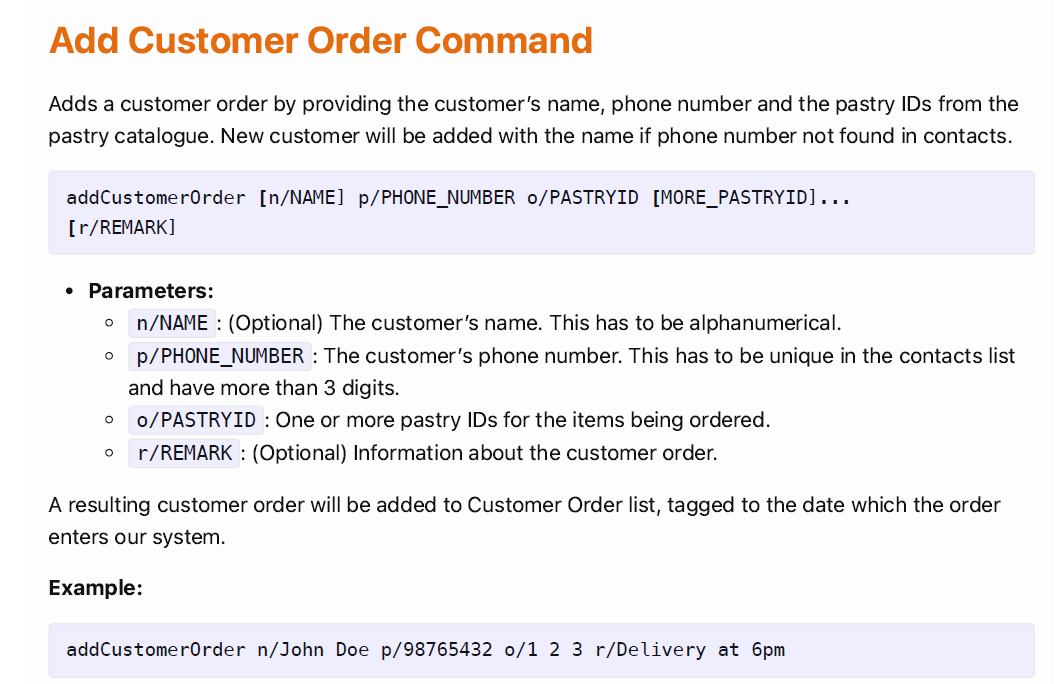 Add Customer Order Command
Adds a customer order by providing the customer’s name, phone number and the pastry IDs from the
pastry catalogue. New customer will be added with the name if phone number not found in contacts.
addCustomerOrder [n/NAME] p/PHONE_NUMBER o/PASTRYID [MORE_PASTRYID]...
[r/REMARK]
• Parameters:
◦ n/NAME : (Optional) The customer’s name. This has to be alphanumerical.
◦ p/PHONE_NUMBER : The customer’s phone number. This has to be unique in the contacts list
and have more than 3 digits.
◦ o/PASTRYID : One or more pastry IDs for the items being ordered.
◦ r/REMARK : (Optional) Information about the customer order.
A resulting customer order will be added to Customer Order list, tagged to the date which the order
enters our system.
Example:
addCustomerOrder n/John Doe p/98765432 o/1 2 3 r/Delivery at 6pm